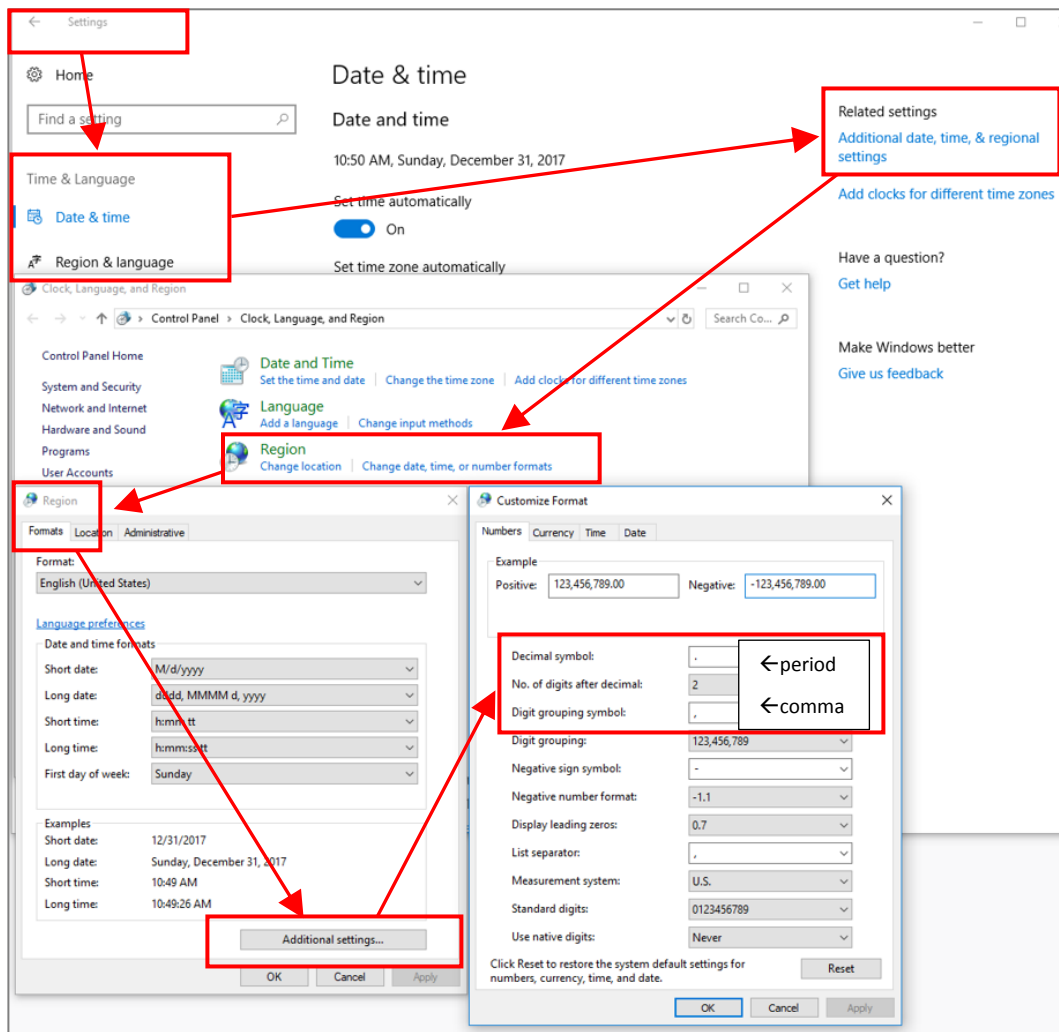 Settings
Home
Find a setting
Time & Language
Date & time
Region & language
Date & time
Date and time
10:50 AM, Sunday, December 31, 2017
Set time automatically
On
Set time zone automatically
Related settings
Additional date, time, & regional
settings
Add clocks for different time zones
Have a question?
Get help
Make Windows better
Give us feedback
Clock, Language, and Region
Control Panel > Clock, Language, and Region
Search Co...
Control Panel Home
System and Security
Network and Internet
Hardware and Sound
Programs
User Accounts
Date and Time
Set the time and date | Change the time zone | Add clocks for different time zones
Language
Add a language | Change input methods
Region
Change location | Change date, time, or number formats
Region
Formats Location Administrative
Format:
English (United States)
Language preferences
Date and time formats
Short date: M/d/yyyy
Long date: dddd, MMMM d, yyyy
Short time: h:mm tt
Long time: h:mm:ss tt
First day of week: Sunday
Examples
Short date: 12/31/2017
Long date: Sunday, December 31, 2017
Short time: 10:49 AM
Long time: 10:49:26 AM
Additional settings...
OK Cancel Apply
Customize Format
Numbers Currency Time Date
Example
Positive: 123,456,789.00 Negative: -123,456,789.00
Decimal symbol: . ←period
No. of digits after decimal: 2
Digit grouping symbol: , ←comma
Digit grouping: 123,456,789
Negative sign symbol: -
Negative number format: -1.1
Display leading zeros: 0.7
List separator: ,
Measurement system: U.S.
Standard digits: 0123456789
Use native digits: Never
Click Reset to restore the system default settings for
numbers, currency, time, and date.
Reset
OK Cancel Apply